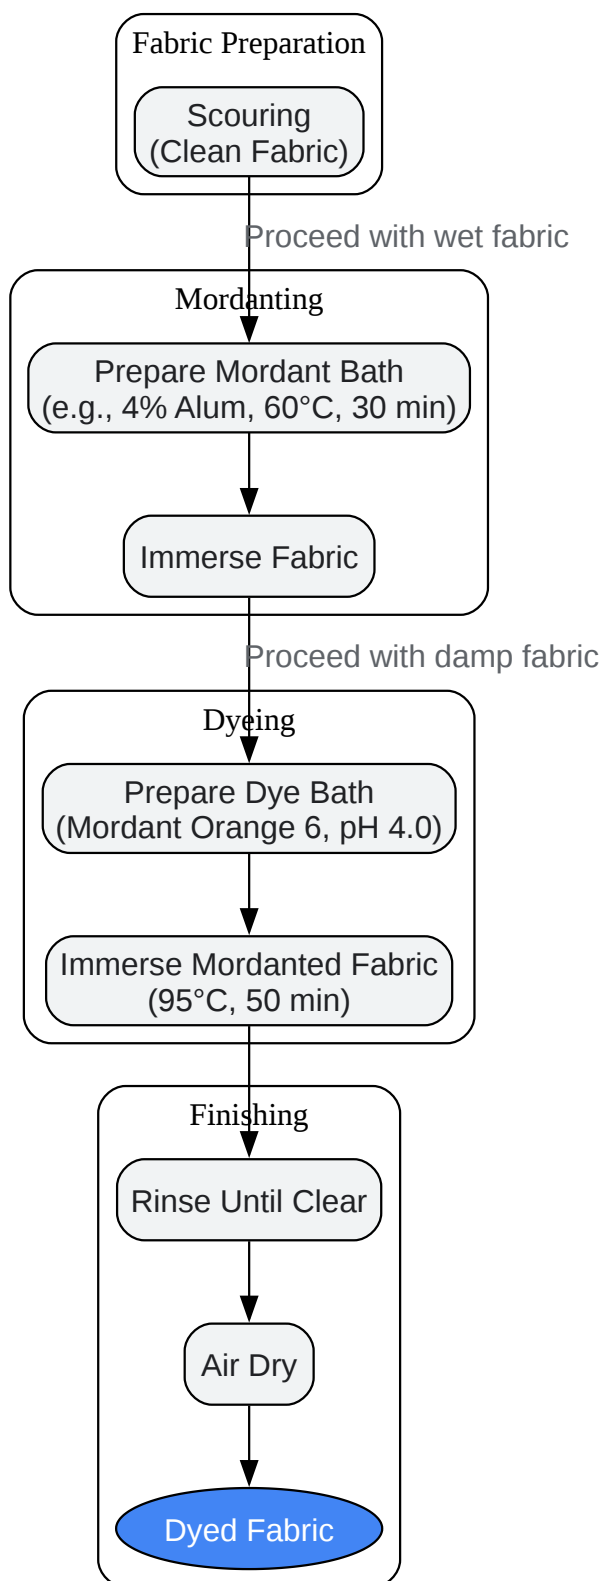 Fabric Preparation
Scouring
(Clean Fabric)
Proceed with wet fabric
Mordanting
Prepare Mordant Bath
(e.g., 4% Alum, 60°C, 30 min)
Immerse Fabric
Proceed with damp fabric
Dyeing
Prepare Dye Bath
(Mordant Orange 6, pH 4.0)
Immerse Mordanted Fabric
(95°C, 50 min)
Finishing
Rinse Until Clear
Air Dry
Dyed Fabric